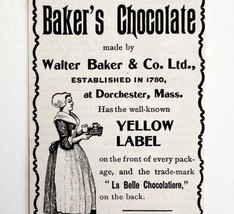 Baker's Chocolate
made by
Walter Baker & Co. Ltd.,
ESTABLISHED IN 1780,
at Dorchester, Mass.
Has the well-known
YELLOW
LABEL
on the front of every pack-
age, and the trade-mark
"La Belle Chocolatiere,"
on the back.